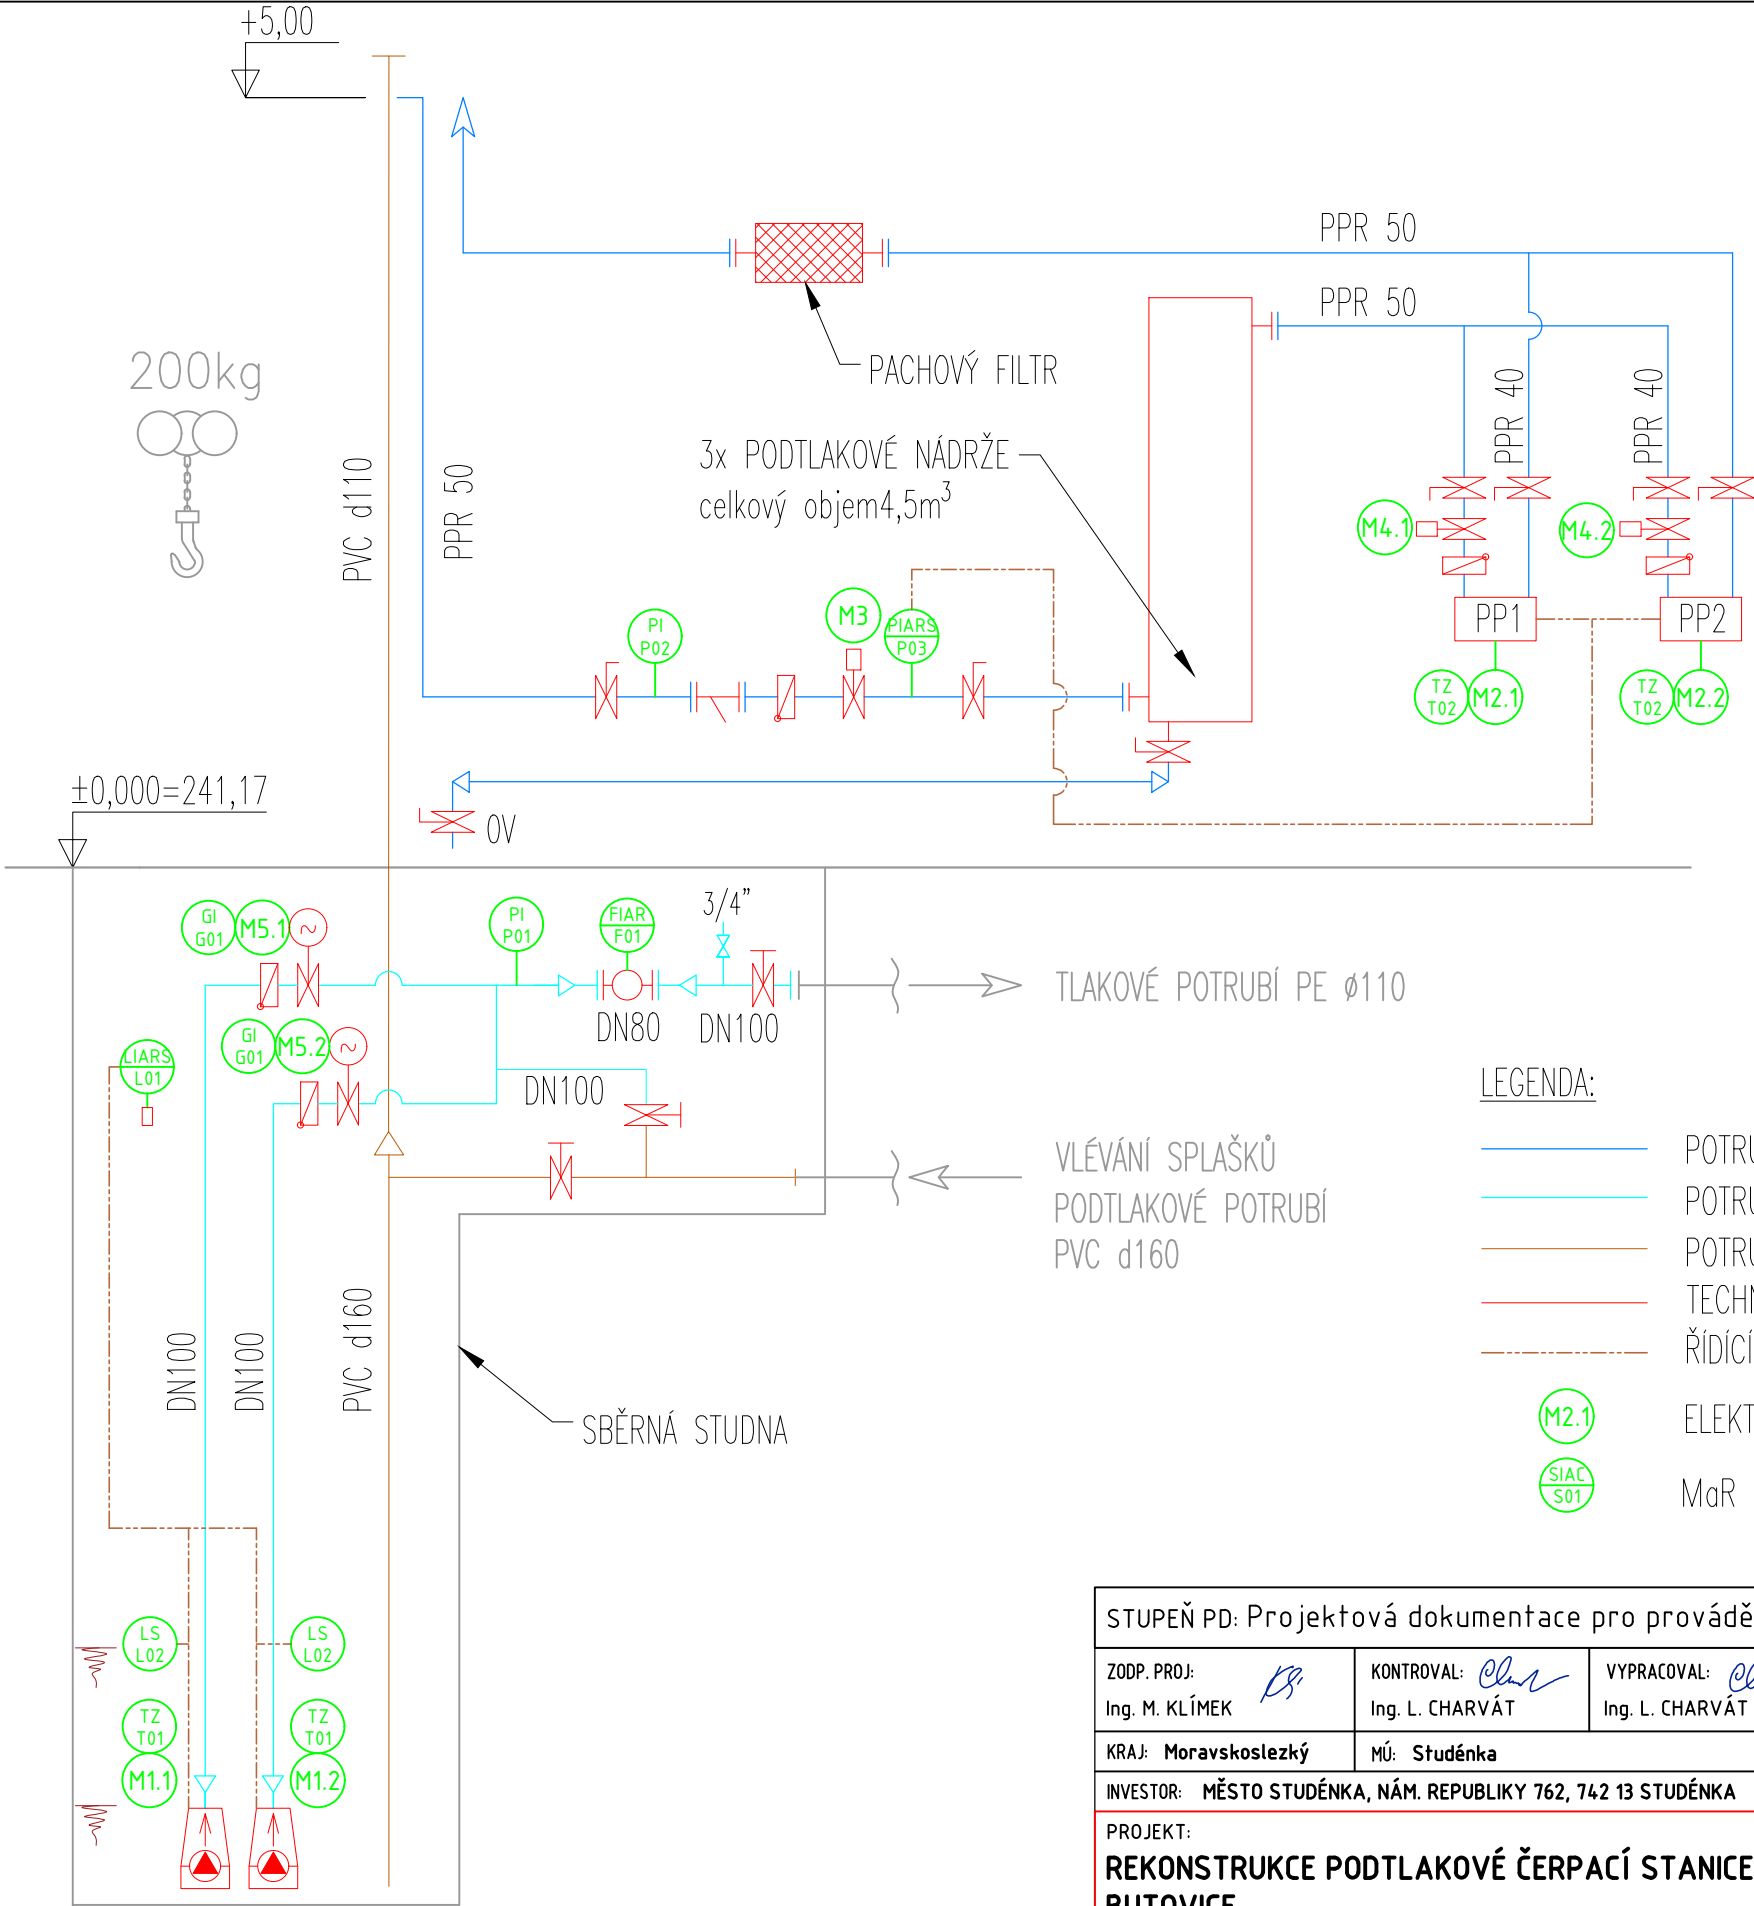 +5,00
PPR 50
PPR 50
200kg
PACHOVÝ FILTR
3x PODTLAKOVÉ NÁDRŽE
celkový objem4,5m³
PVC d110
PPR 50
PPR 40
PPR 40
M4.1
M4.2
PP1
PP2
PI
P02
M3
PIARS
P03
TZ
T02
M2.1
TZ
T02
M2.2
±0,000=241,17
OV
GI
G01
M5.1
PI
P01
FIAR
F01
3/4"
TLAKOVÉ POTRUBÍ PE ø110
DN80
DN100
GI
G01
M5.2
LIARS
L01
DN100
LEGENDA:
VLÉVÁNÍ SPLAŠKŮ
PODTLAKOVÉ POTRUBÍ
PVC d160
POTRU
POTRU
POTRU
TECHN
ŘÍDÍCÍ
M2.1
ELEKT
SIAC
S01
MaR
DN100
DN100
PVC d160
SBĚRNÁ STUDNA
LS
L02
LS
L02
TZ
T01
TZ
T01
M1.1
M1.2
STUPEŇ PD: Projektová dokumentace pro provádě
ZODP. PROJ:
Ing. M. KLÍMEK
KONTROVAL:
Ing. L. CHARVÁT
VYPRACOVAL:
Ing. L. CHARVÁT
KRAJ: Moravskoslezký
MÚ: Studénka
INVESTOR: MĚSTO STUDÉNKA, NÁM. REPUBLIKY 762, 742 13 STUDÉNKA
PROJEKT:
REKONSTRUKCE PODTLAKOVÉ ČERPACÍ STANICE
BUTOVICE